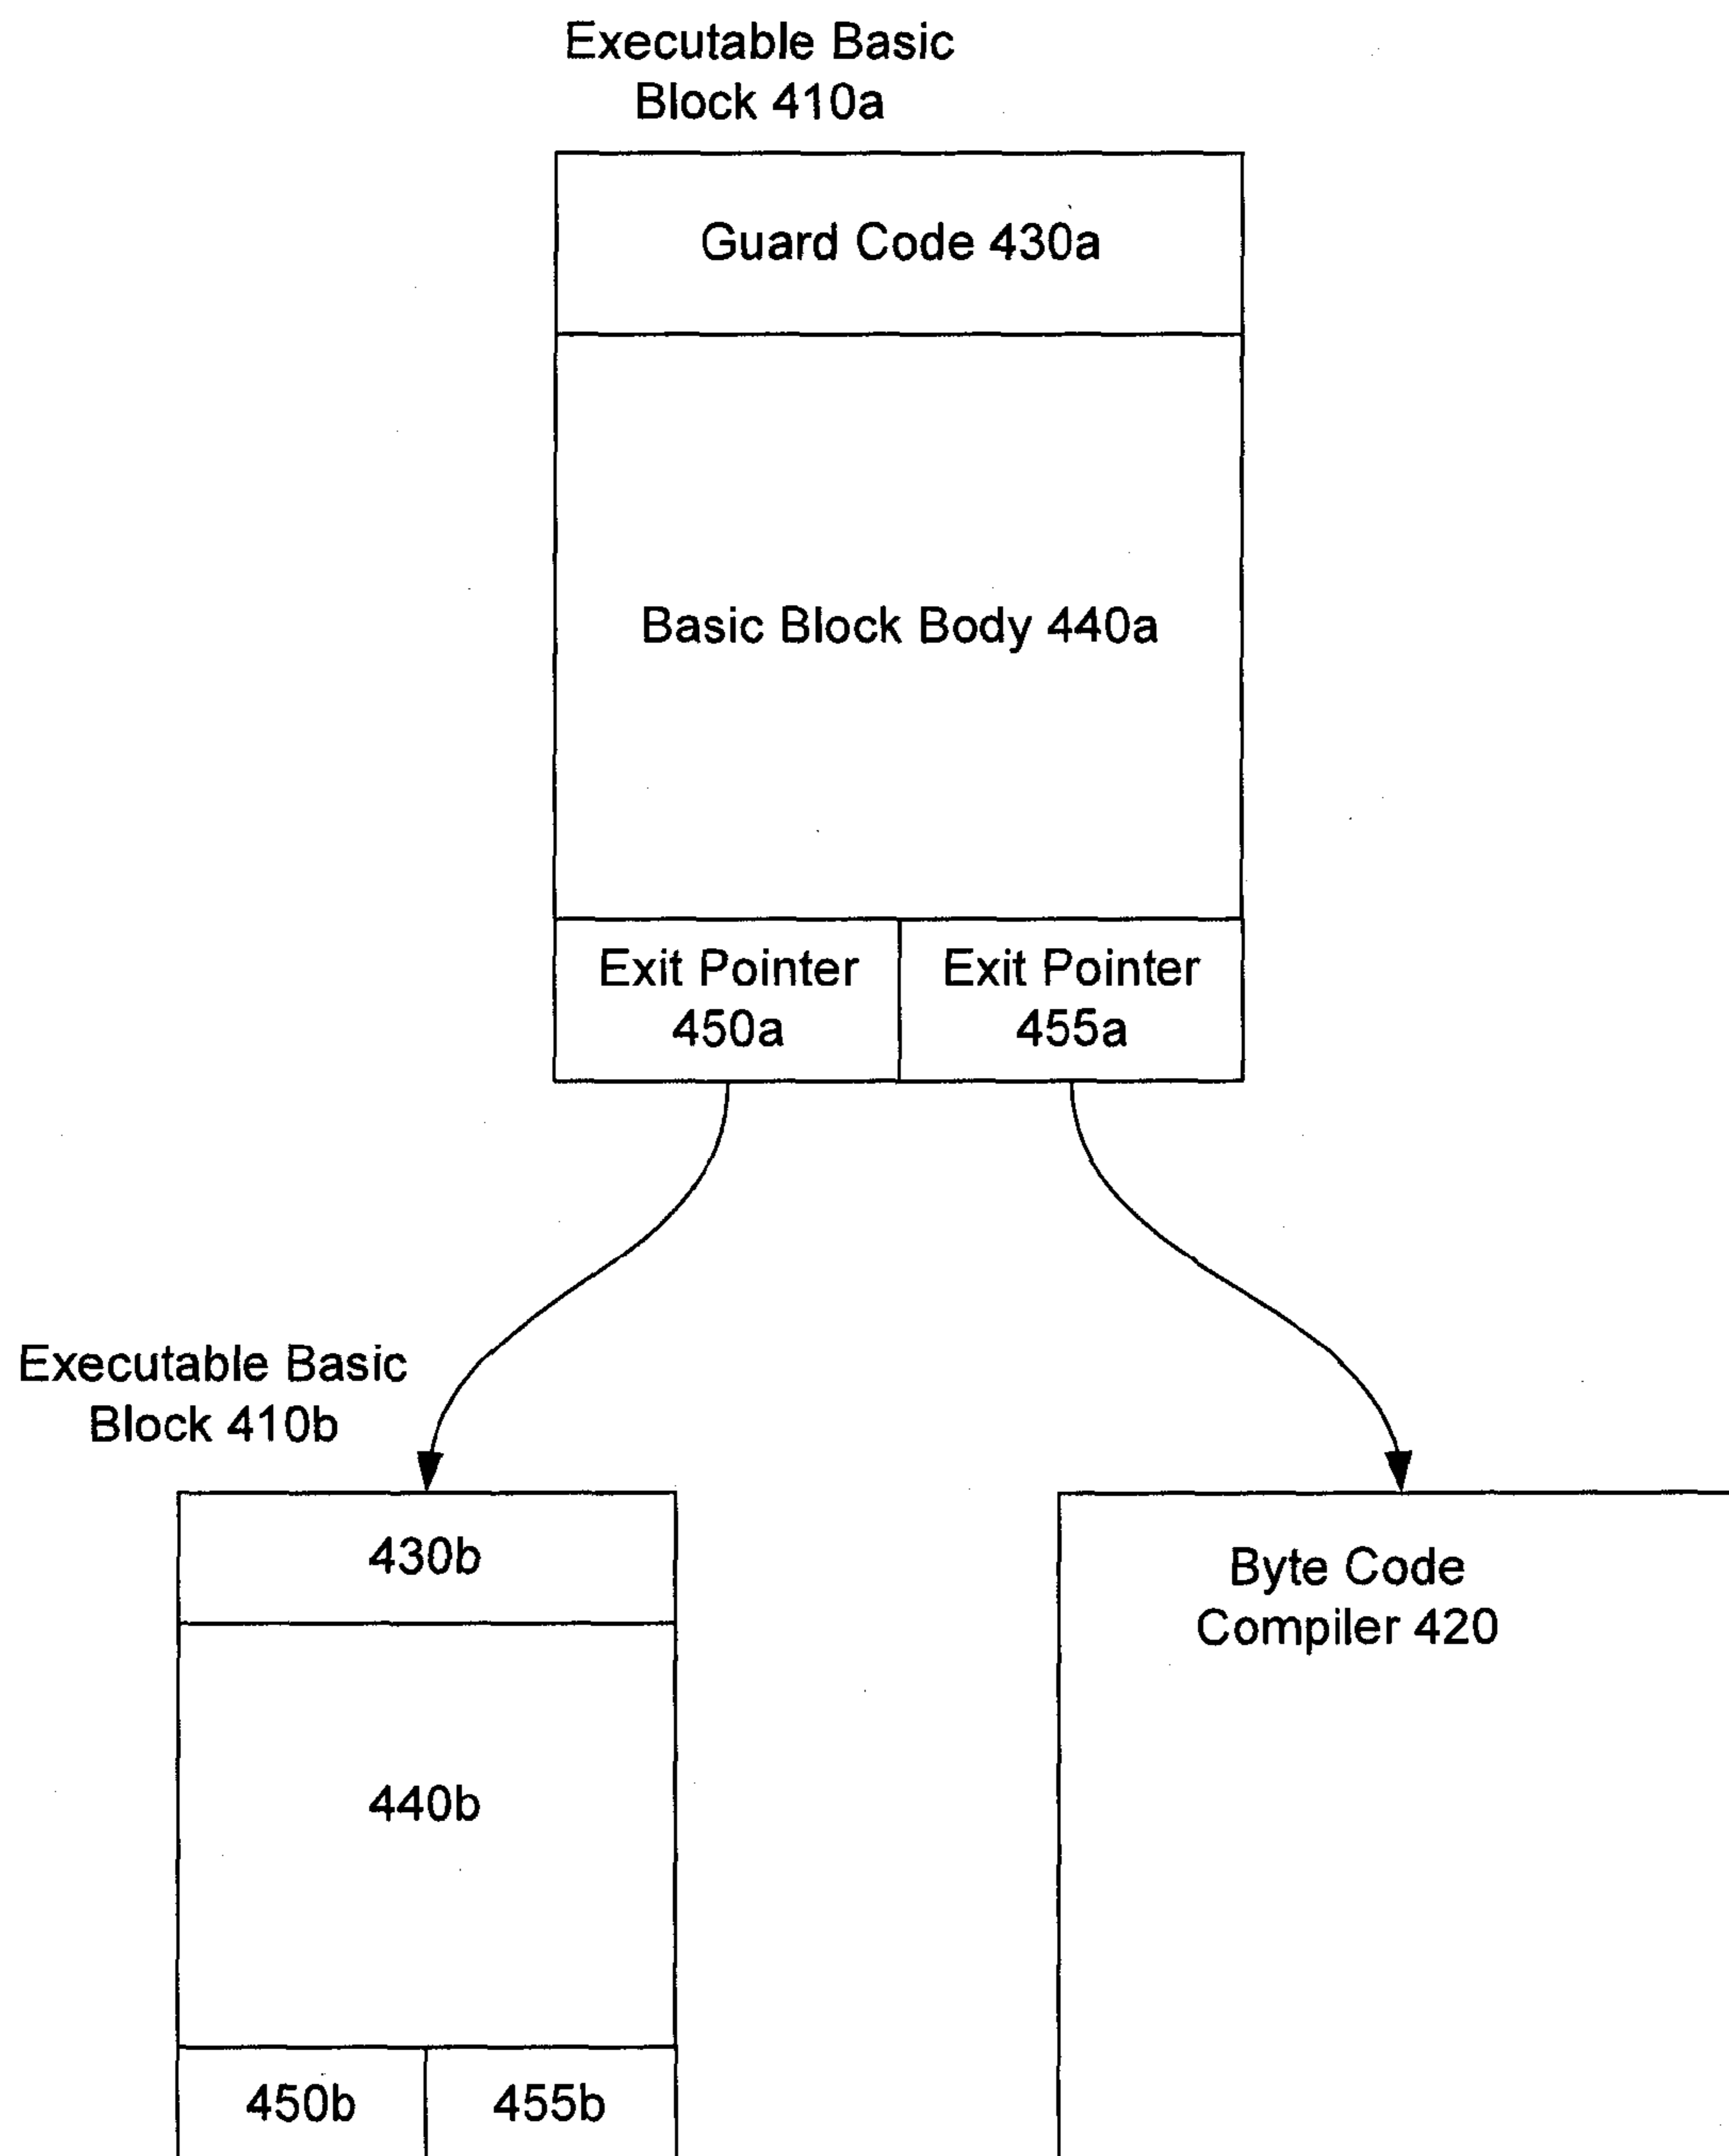 Executable Basic
Block 410a
Guard Code 430a
Basic Block Body 440a
Exit Pointer
450a
Exit Pointer
455a
Executable Basic
Block 410b
430b
440b
450b
455b
Byte Code
Compiler 420